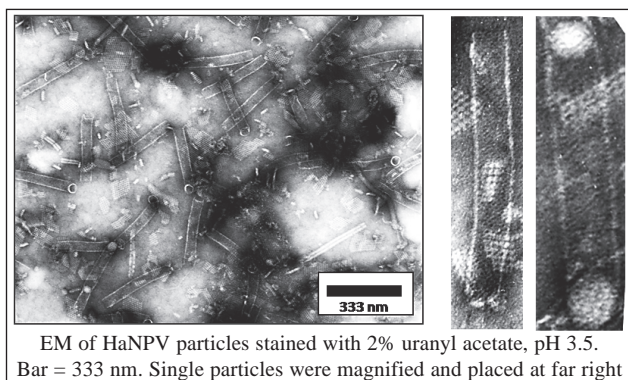 333 nm
EM of HaNPV particles stained with 2% uranyl acetate, pH 3.5.
Bar = 333 nm. Single particles were magnified and placed at far right